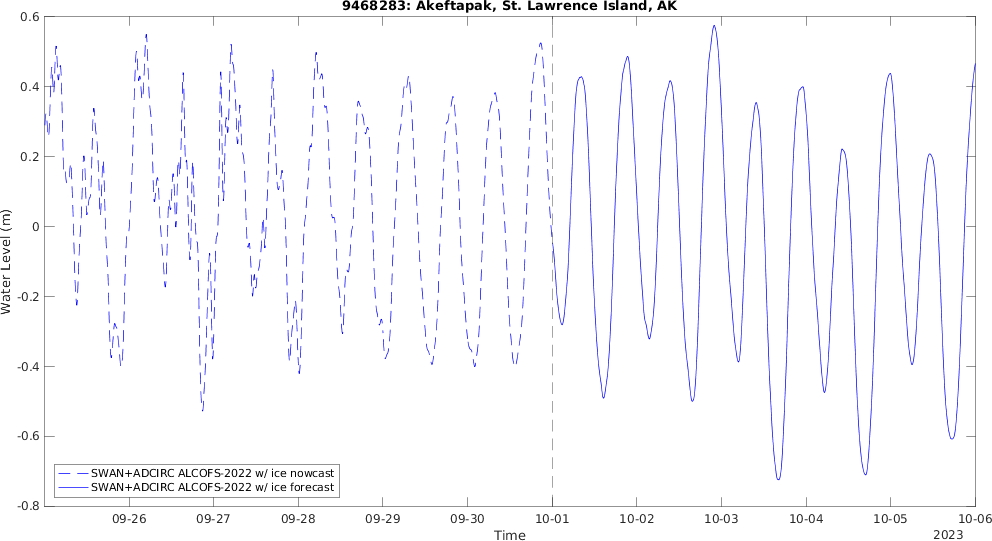 9468283: Akeftapak, St. Lawrence Island, AK
Water Level (m)
0.6
0.4
0.2
0
-0.2
-0.4
-0.6
-0.8
SWAN+ADCIRC ALCOFS-2022 w/ ice nowcast
SWAN+ADCIRC ALCOFS-2022 w/ ice forecast
09-26 09-27 09-28 09-29 09-30 10-01 10-02 10-03 10-04 10-05 10-06
Time
2023